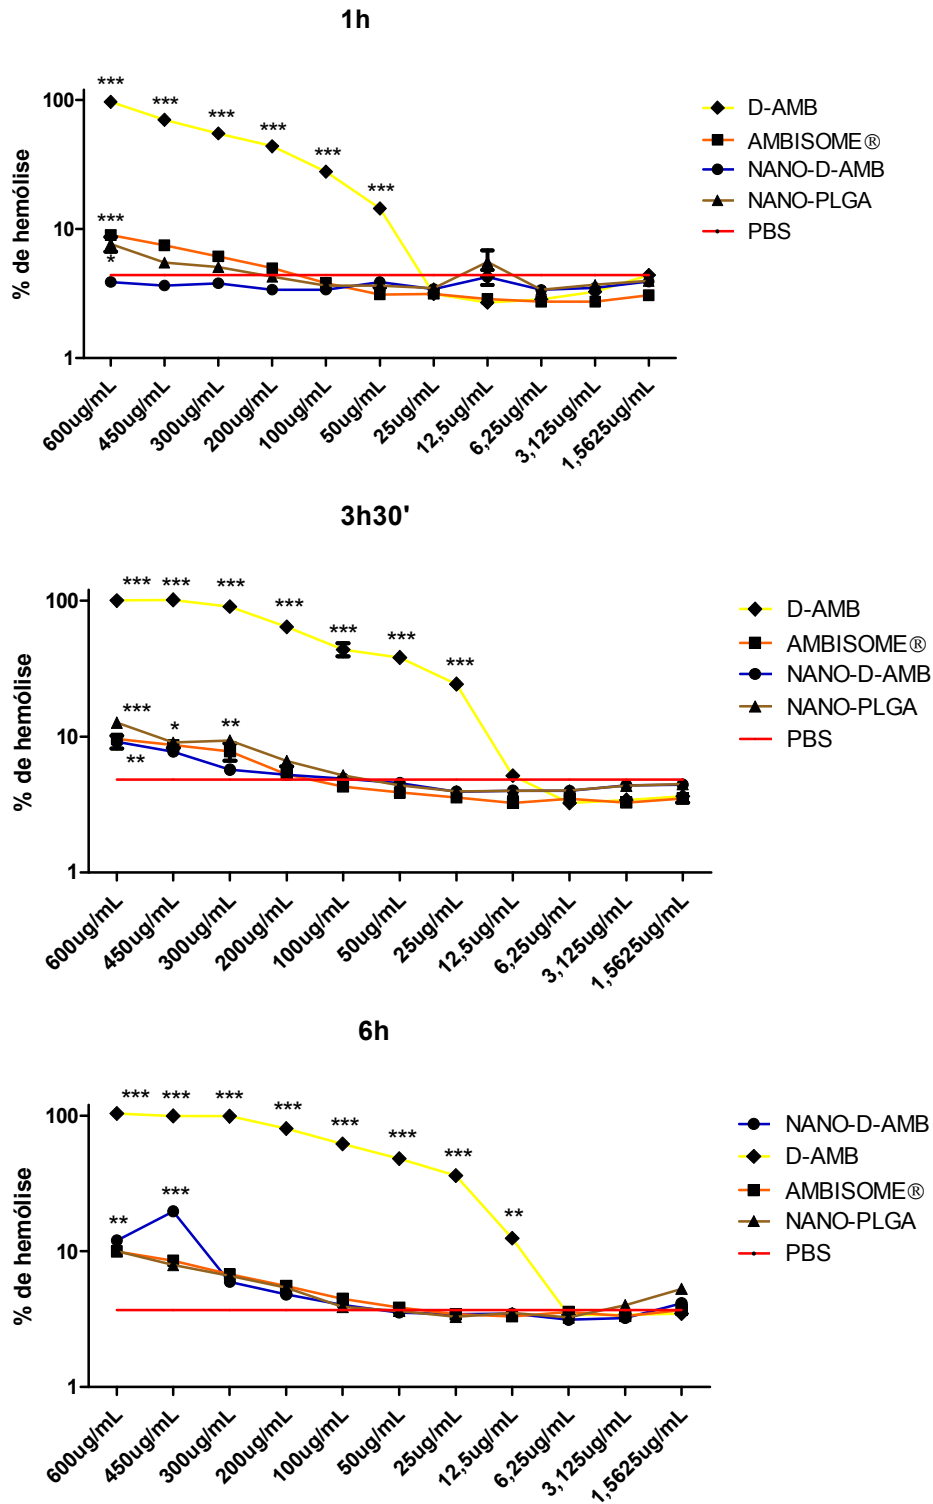 1h
*** *** *** *** *** ***
*** *
% de hemólise
100
10
1
600ug/mL
450ug/mL
300ug/mL
200ug/mL
100ug/mL
50ug/mL
25ug/mL
12,5ug/mL
6,25ug/mL
3,125ug/mL
1,5625ug/mL
D-AMB
AMBISOME®
NANO-D-AMB
NANO-PLGA
PBS
3h30'
*** *** *** *** *** *** ***
*** * **
**
% de hemólise
100
10
1
600ug/mL
450ug/mL
300ug/mL
200ug/mL
100ug/mL
50ug/mL
25ug/mL
12,5ug/mL
6,25ug/mL
3,125ug/mL
1,5625ug/mL
D-AMB
AMBISOME®
NANO-D-AMB
NANO-PLGA
PBS
6h
*** *** *** *** *** *** *** **
** ***
% de hemólise
100
10
1
600ug/mL
450ug/mL
300ug/mL
200ug/mL
100ug/mL
50ug/mL
25ug/mL
12,5ug/mL
6,25ug/mL
3,125ug/mL
1,5625ug/mL
NANO-D-AMB
D-AMB
AMBISOME®
NANO-PLGA
PBS